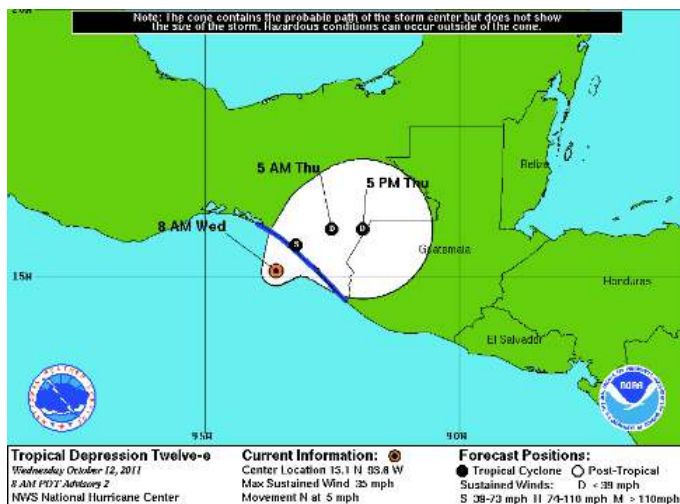 20N
Note: The cone contains the probable path of the storm center but does not show
the size of the storm. Hazardous conditions can occur outside of the cone.
5 AM Thu
5 PM Thu
Belize
8 AM Wed
Guatemala
15N
Honduras
El Salvador
NOAA
95W
90W
Tropical Depression Twelve-e
Wednesday October 12, 2011
8 AM PDT Advisory 2
NWS National Hurricane Center
Current Information:
Center Location 15.1 N 93.6 W
Max Sustained Wind 35 mph
Movement N at 5 mph
Forecast Positions:
Tropical Cyclone Post-Tropical
Sustained Winds: D < 39 mph
S 39-73 mph H 74-110 mph M > 110mph